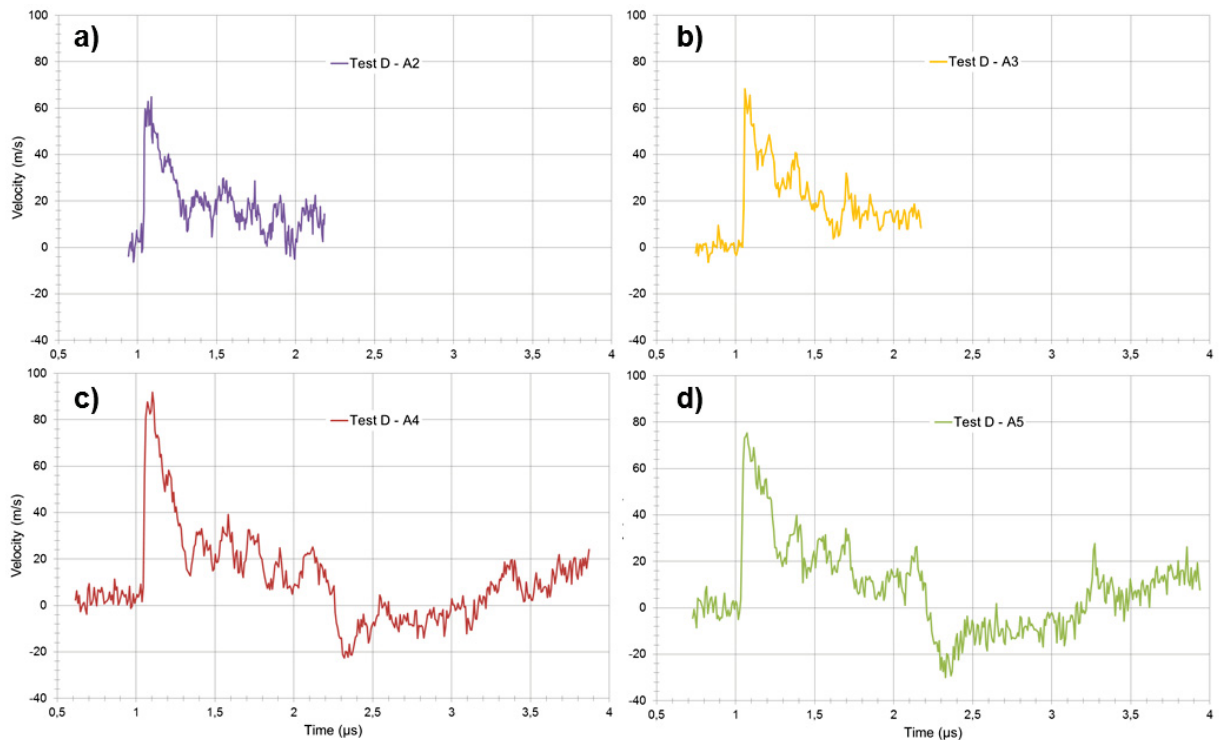 a)
Test D - A2
Velocity (m/s)
100
80
60
40
20
0
-20
-40
0,5 1 1,5 2 2,5 3 3,5 4
b)
Test D - A3
100
80
60
40
20
0
-20
-40
0,5 1 1,5 2 2,5 3 3,5 4
c)
Test D - A4
Velocity (m/s)
100
80
60
40
20
0
-20
-40
0,5 1 1,5 2 2,5 3 3,5 4
Time (µs)
d)
Test D - A5
100
80
60
40
20
0
-20
-40
0,5 1 1,5 2 2,5 3 3,5 4
Time (µs)